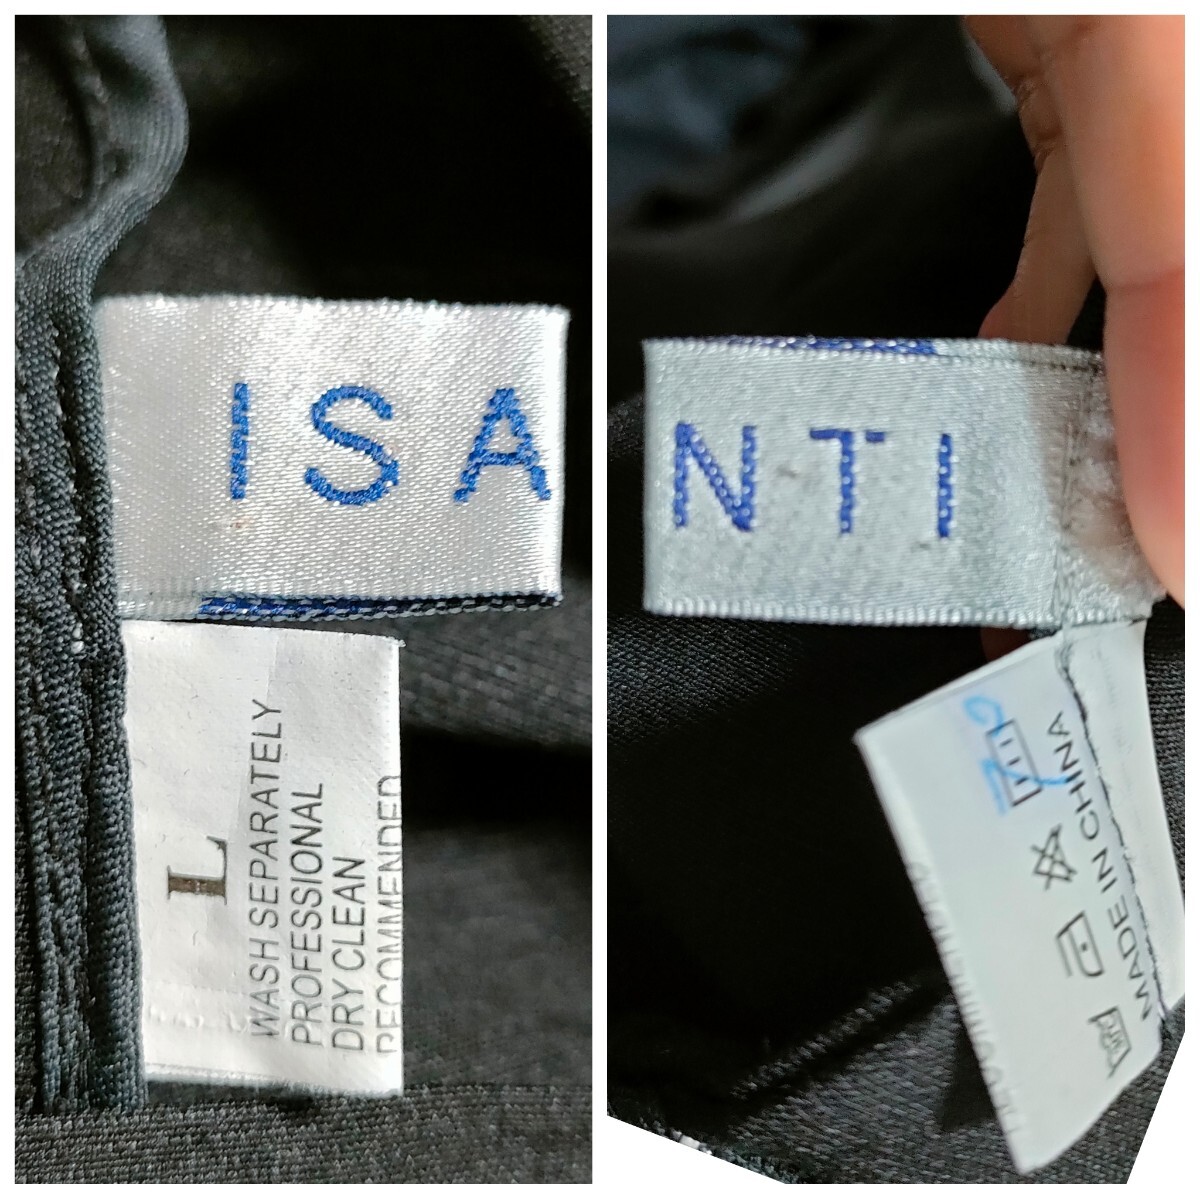 ISA
L
WASH SEPARATELY
PROFESSIONAL
DRY CLEAN
RECOMMENDED
NTI
MADE IN CHINA